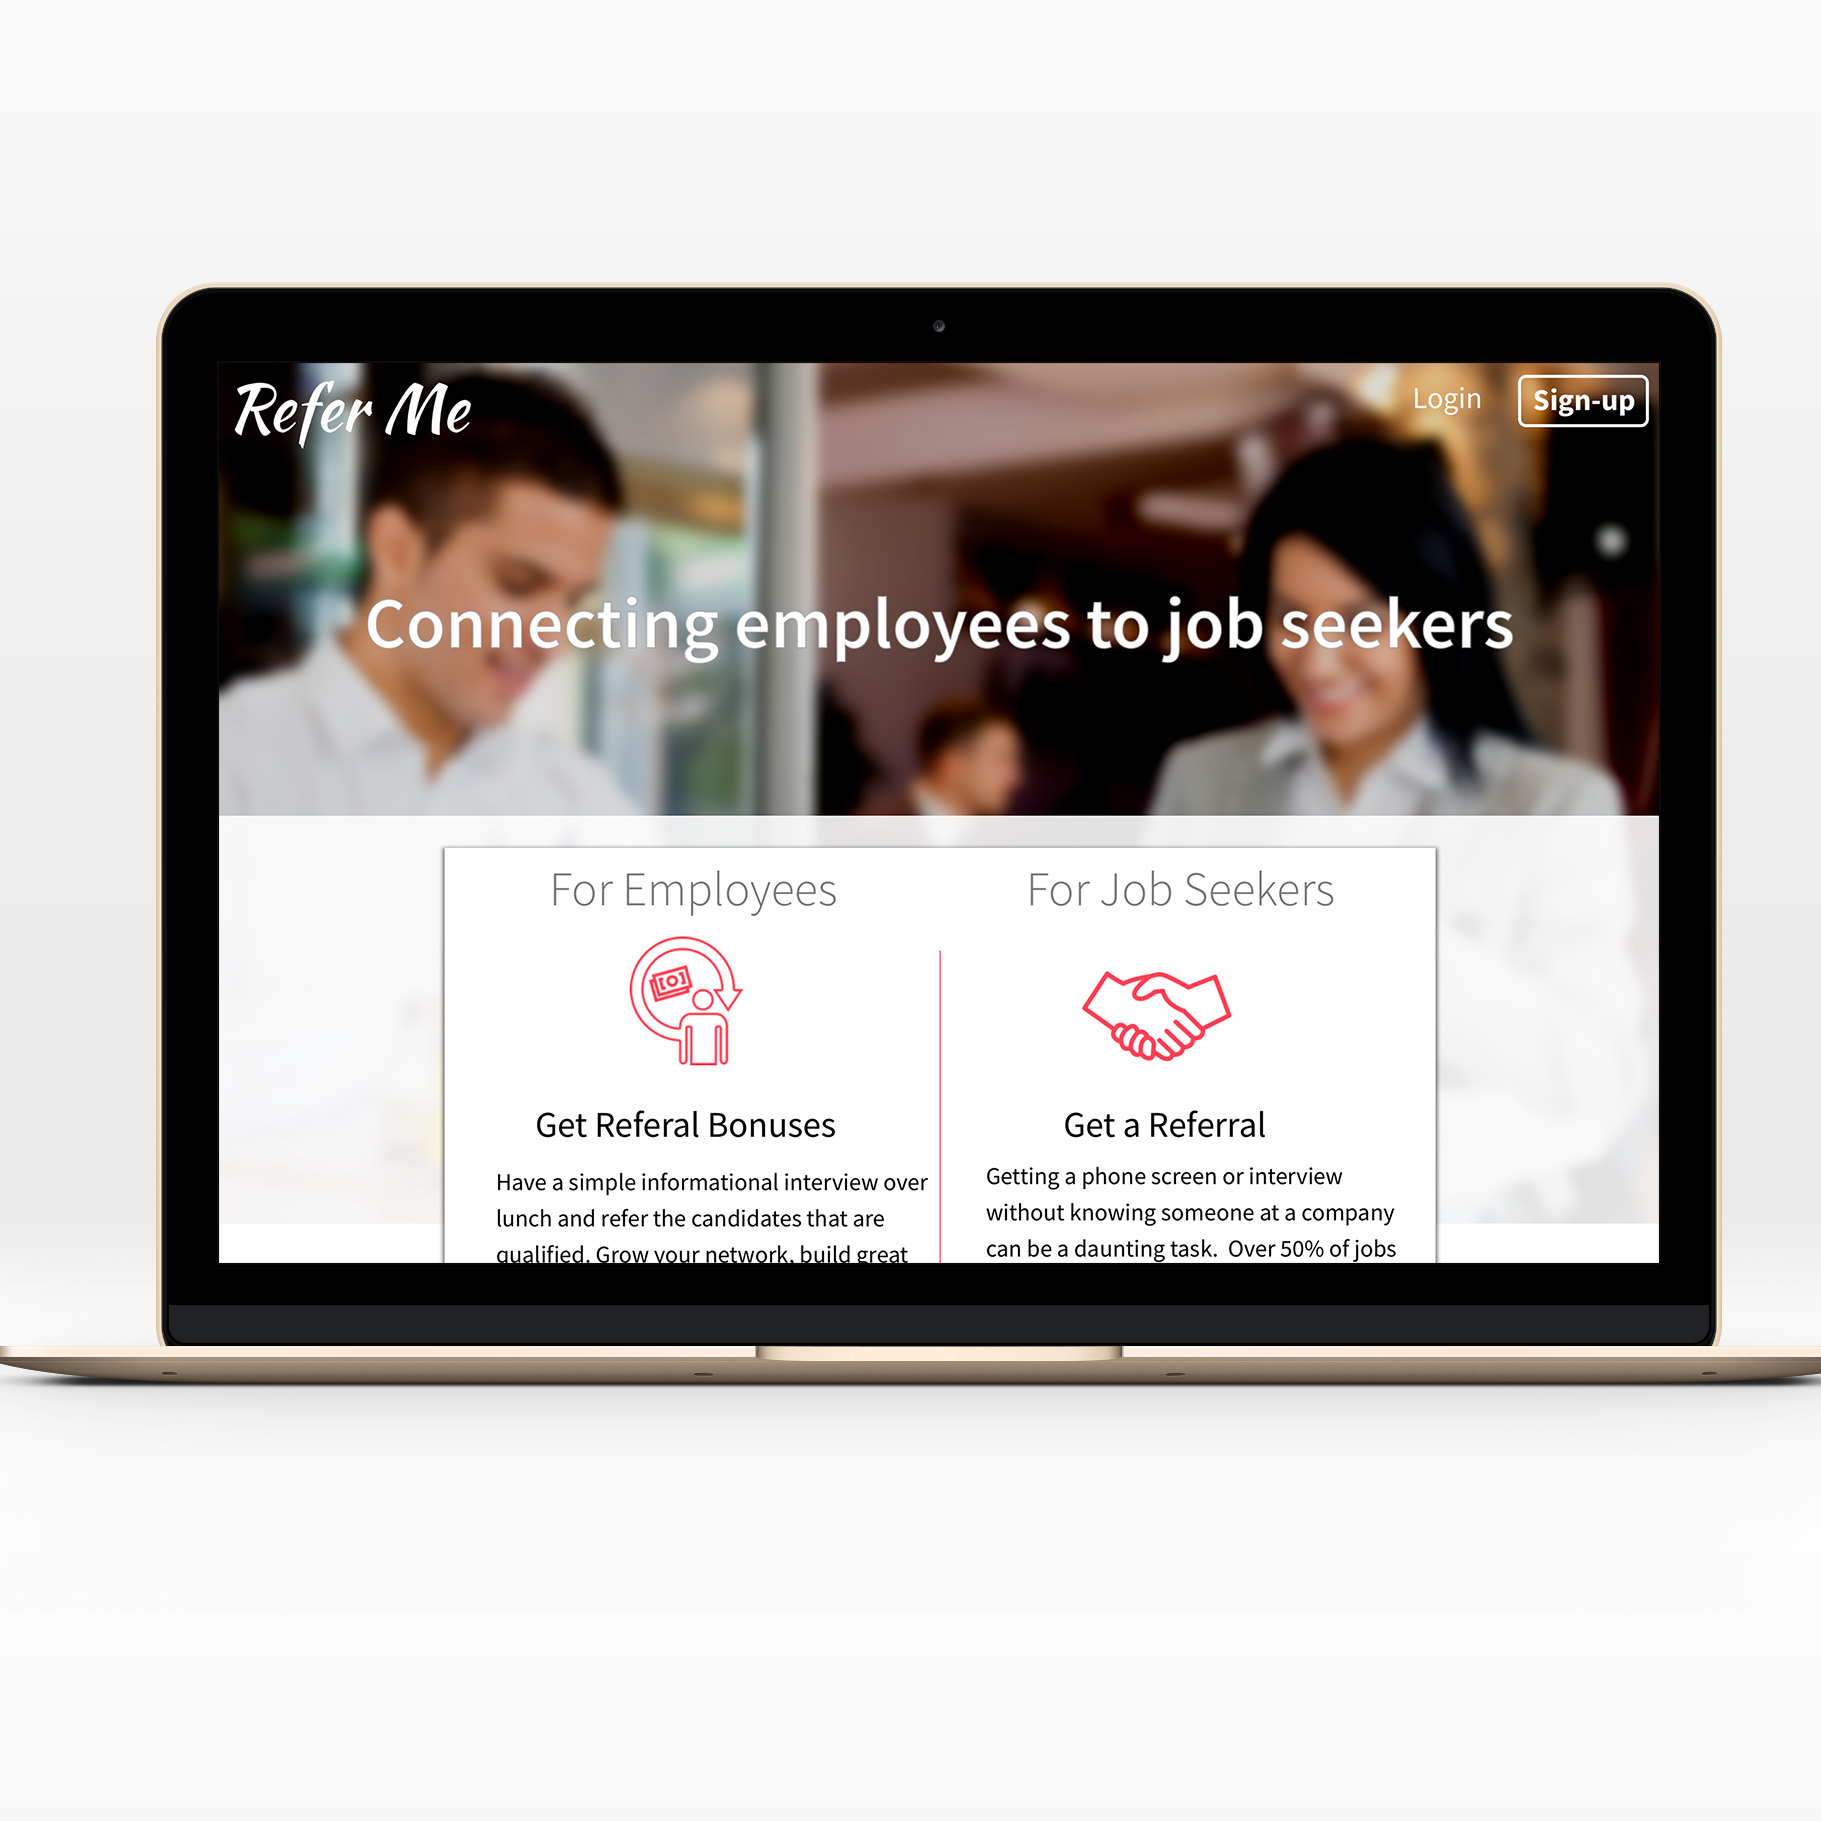 Refer Me
Login
Sign-up
Connecting employees to job seekers
For Employees
Get Referal Bonuses
Have a simple informational interview over
lunch and refer the candidates that are
qualified. Grow your network, build great
For Job Seekers
Get a Referral
Getting a phone screen or interview
without knowing someone at a company
can be a daunting task.  Over 50% of jobs